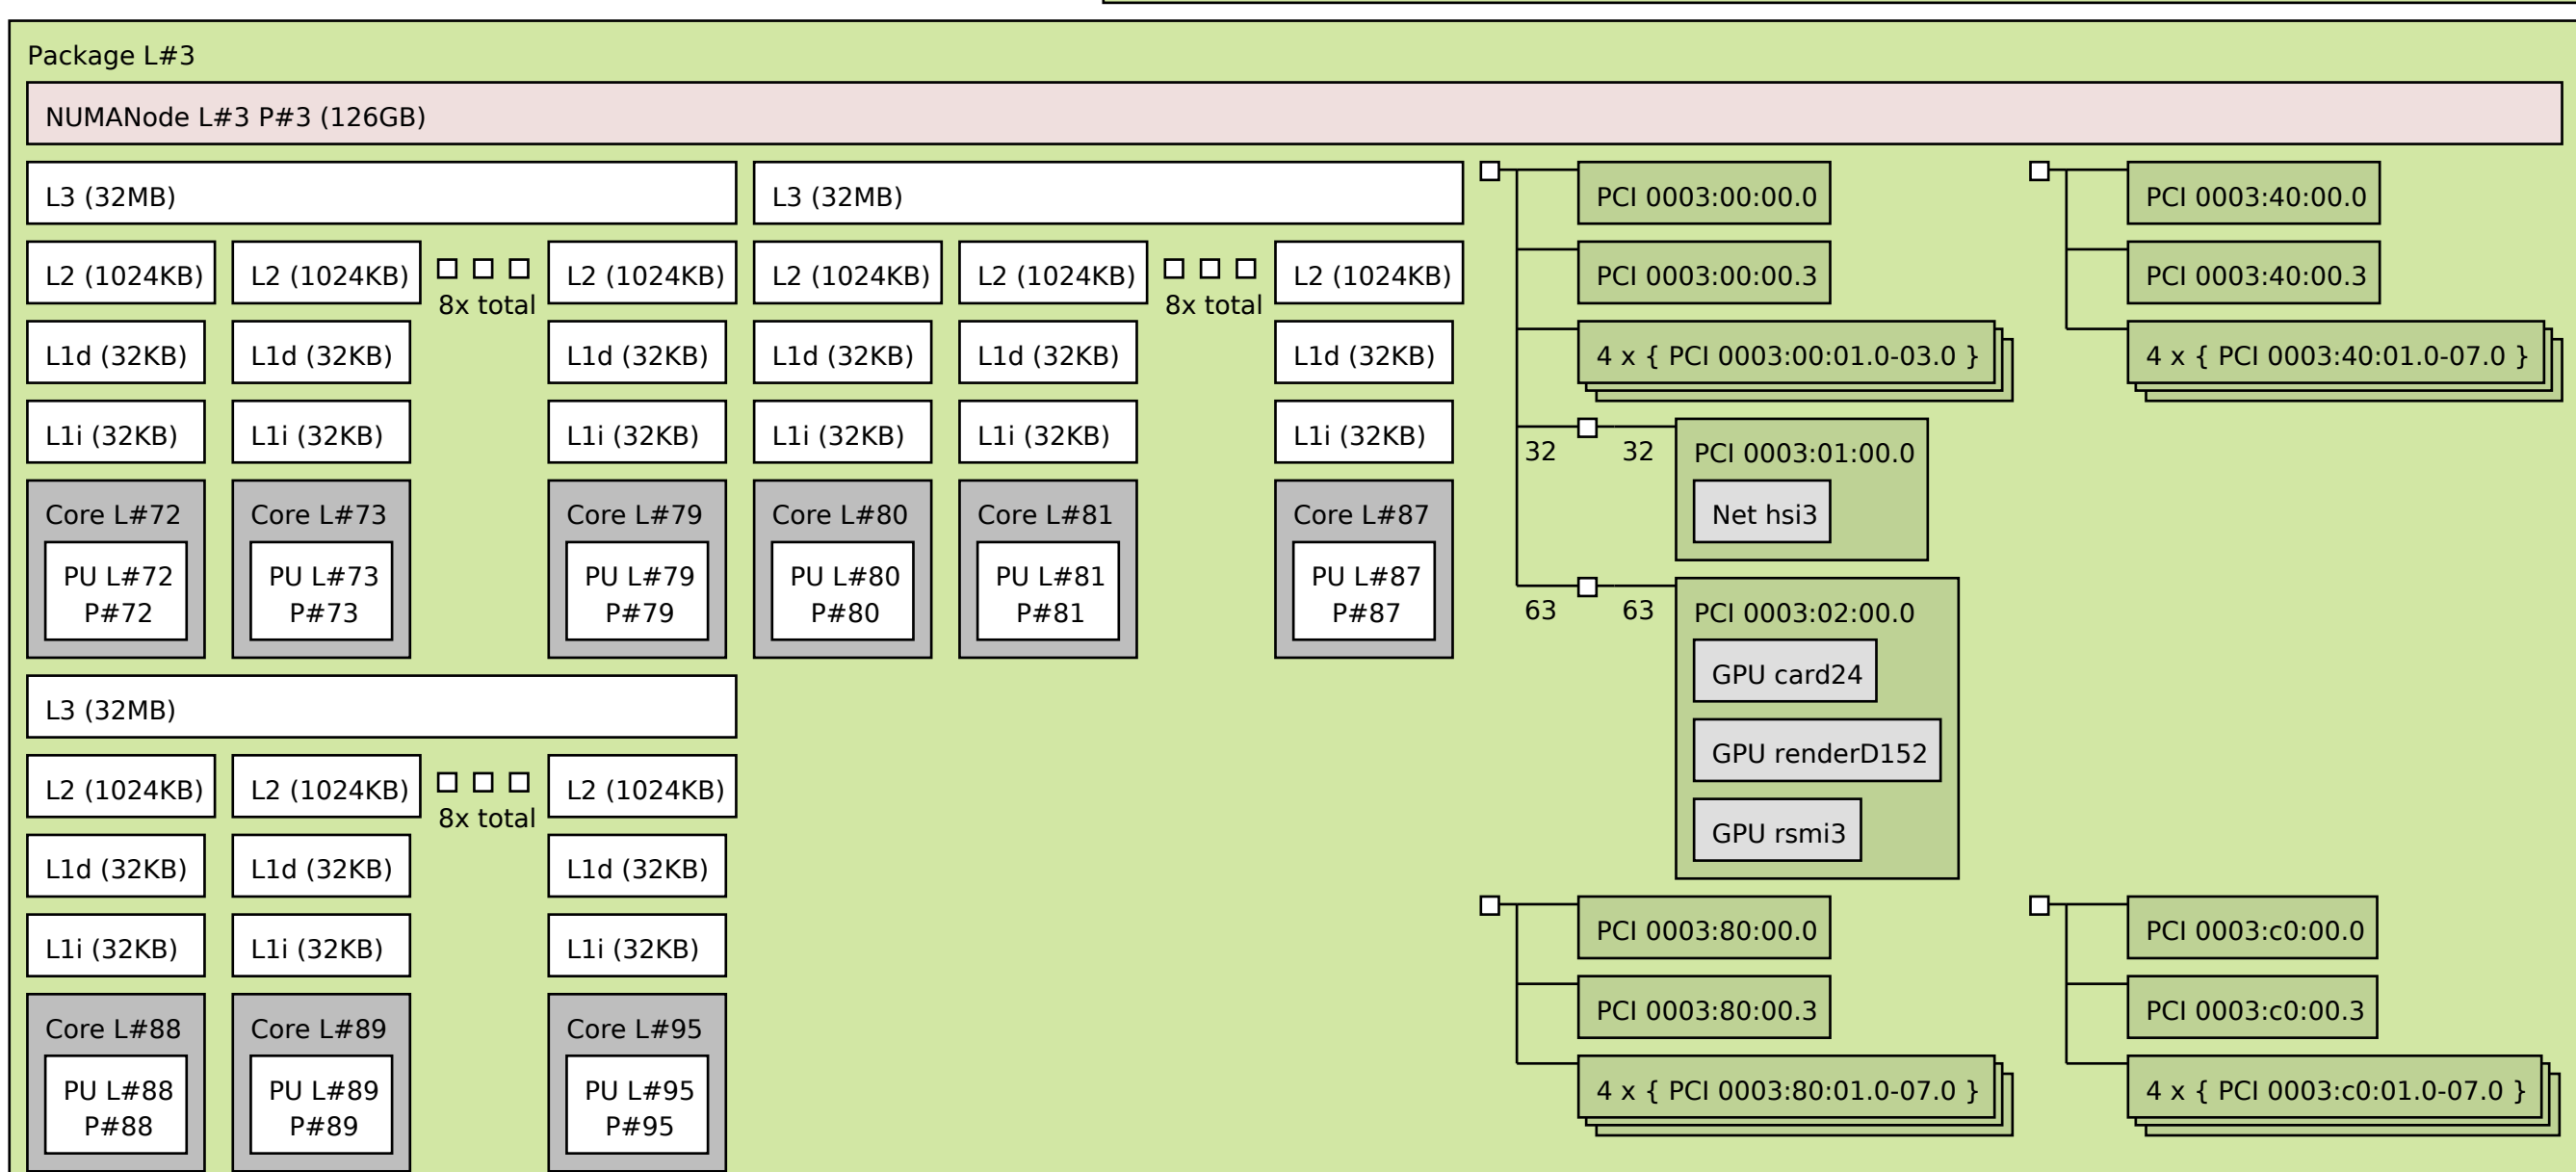 Package L#3
NUMANode L#3 P#3 (126GB)
L3 (32MB)
L2 (1024KB) L2 (1024KB) 8x total L2 (1024KB)
L1d (32KB) L1d (32KB) L1d (32KB)
L1i (32KB) L1i (32KB) L1i (32KB)
Core L#72 Core L#73 Core L#79
PU L#72 PU L#73 PU L#79
P#72 P#73 P#79
L3 (32MB)
L2 (1024KB) L2 (1024KB) 8x total L2 (1024KB)
L1d (32KB) L1d (32KB) L1d (32KB)
L1i (32KB) L1i (32KB) L1i (32KB)
Core L#80 Core L#81 Core L#87
PU L#80 PU L#81 PU L#87
P#80 P#81 P#87
L3 (32MB)
L2 (1024KB) L2 (1024KB) 8x total L2 (1024KB)
L1d (32KB) L1d (32KB) L1d (32KB)
L1i (32KB) L1i (32KB) L1i (32KB)
Core L#88 Core L#89 Core L#95
PU L#88 PU L#89 PU L#95
P#88 P#89 P#95
PCI 0003:00:00.0
PCI 0003:00:00.3
4 x { PCI 0003:00:01.0-03.0 }
32 32 PCI 0003:01:00.0
Net hsi3
63 63 PCI 0003:02:00.0
GPU card24
GPU renderD152
GPU rsmi3
PCI 0003:40:00.0
PCI 0003:40:00.3
4 x { PCI 0003:40:01.0-07.0 }
PCI 0003:80:00.0
PCI 0003:80:00.3
4 x { PCI 0003:80:01.0-07.0 }
PCI 0003:c0:00.0
PCI 0003:c0:00.3
4 x { PCI 0003:c0:01.0-07.0 }